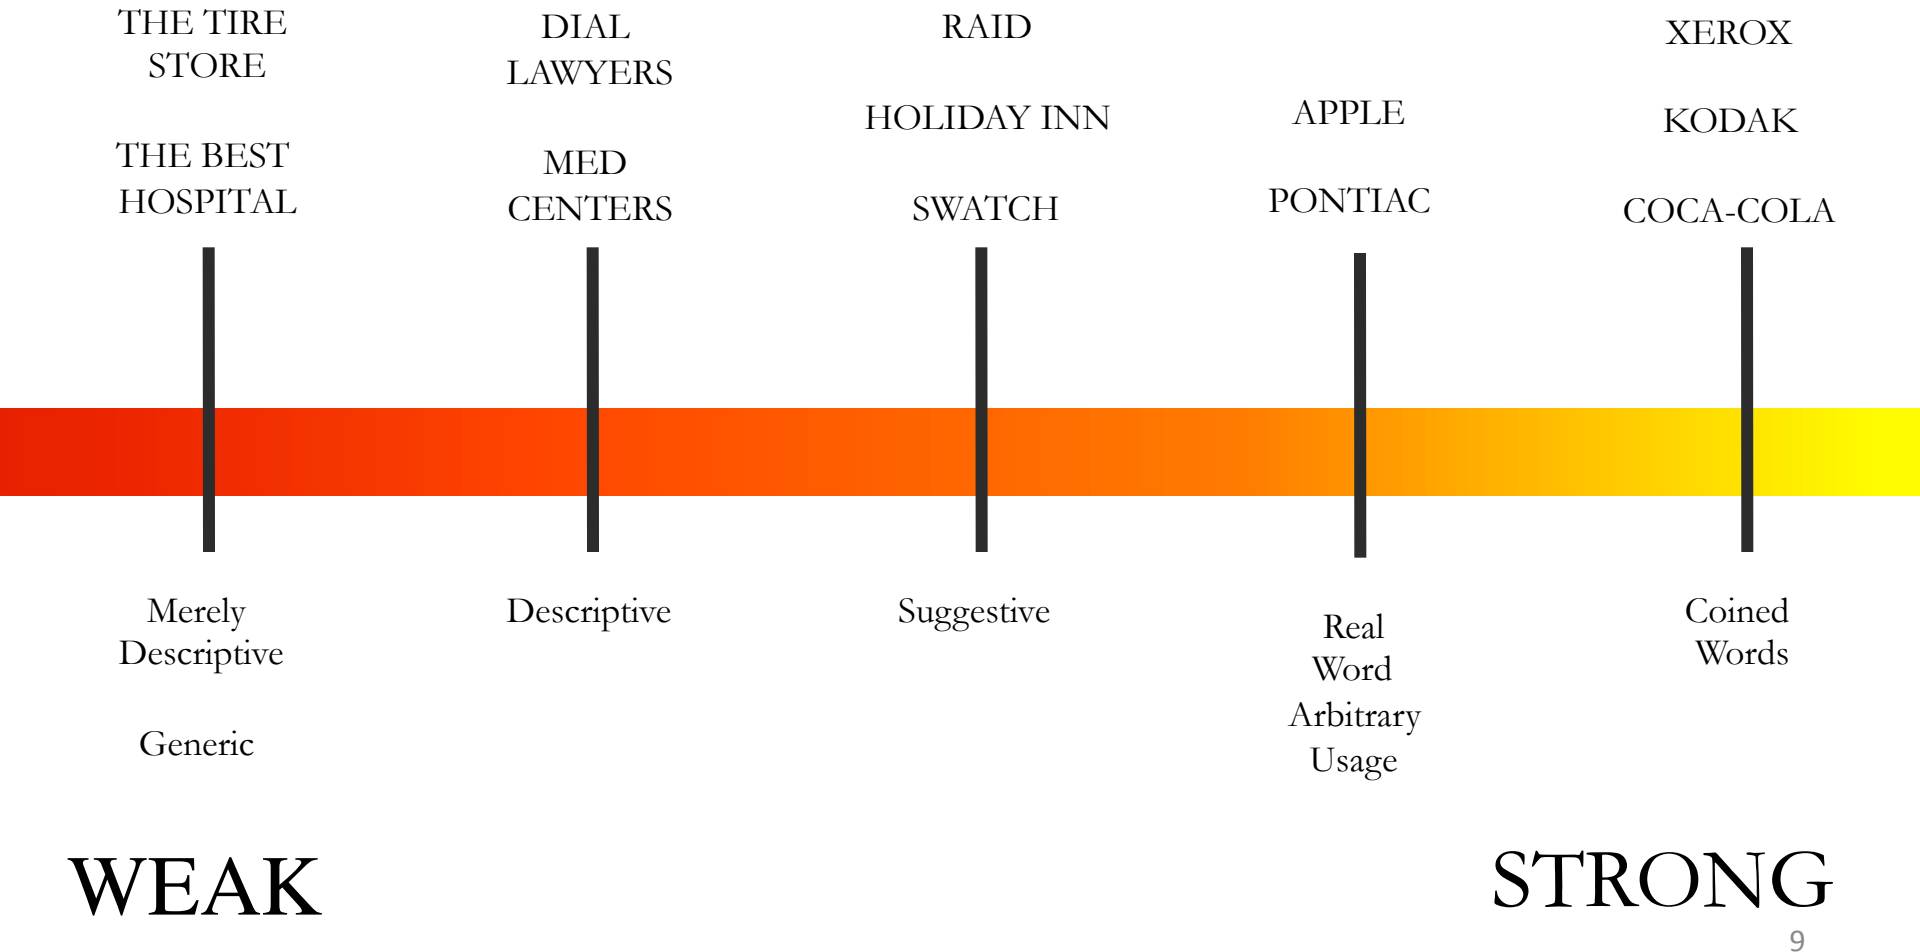 THE TIRE
STORE
THE BEST
HOSPITAL
DIAL
LAWYERS
MED
CENTERS
RAID
HOLIDAY INN
SWATCH
APPLE
PONTIAC
XEROX
KODAK
COCA-COLA
Merely
Descriptive
Generic
Descriptive
Suggestive
Real
Word
Arbitrary
Usage
Coined
Words
WEAK
STRONG
9